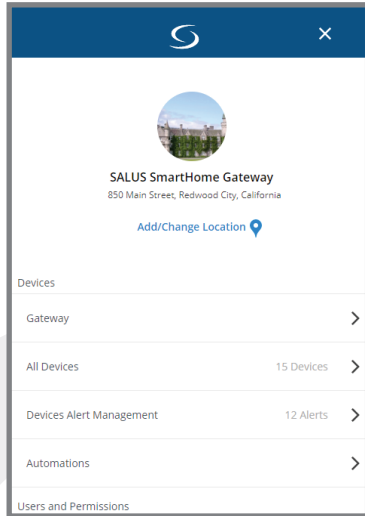 SALUS SmartHome Gateway
850 Main Street, Redwood City, California
Add/Change Location
Devices
Gateway
All Devices 15 Devices
Devices Alert Management 12 Alerts
Automations
Users and Permissions